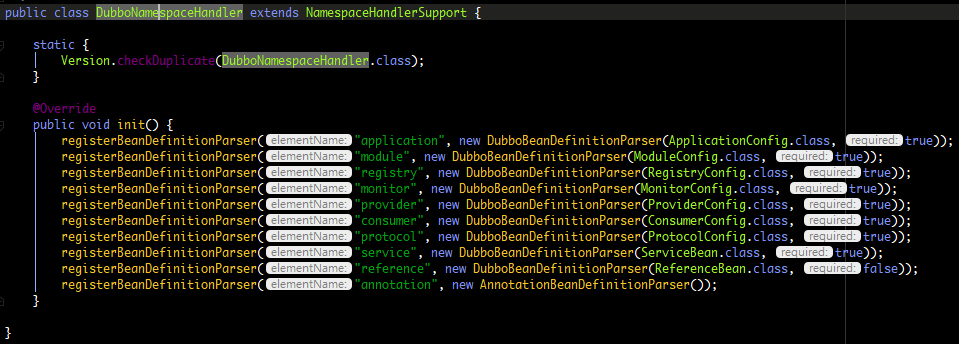 public class DubboNamespaceHandler extends NamespaceHandlerSupport {
static {
Version.checkDuplicate(DubboNamespaceHandler.class);
}
@Override
public void init() {
registerBeanDefinitionParser( elementName: "application", new DubboBeanDefinitionParser(ApplicationConfig.class, required: true));
registerBeanDefinitionParser( elementName: "module", new DubboBeanDefinitionParser(ModuleConfig.class, required: true));
registerBeanDefinitionParser( elementName: "registry", new DubboBeanDefinitionParser(RegistryConfig.class, required: true));
registerBeanDefinitionParser( elementName: "monitor", new DubboBeanDefinitionParser(MonitorConfig.class, required: true));
registerBeanDefinitionParser( elementName: "provider", new DubboBeanDefinitionParser(ProviderConfig.class, required: true));
registerBeanDefinitionParser( elementName: "consumer", new DubboBeanDefinitionParser(ConsumerConfig.class, required: true));
registerBeanDefinitionParser( elementName: "protocol", new DubboBeanDefinitionParser(ProtocolConfig.class, required: true));
registerBeanDefinitionParser( elementName: "service", new DubboBeanDefinitionParser(ServiceBean.class, required: true));
registerBeanDefinitionParser( elementName: "reference", new DubboBeanDefinitionParser(ReferenceBean.class, required: false));
registerBeanDefinitionParser( elementName: "annotation", new AnnotationBeanDefinitionParser());
}
}